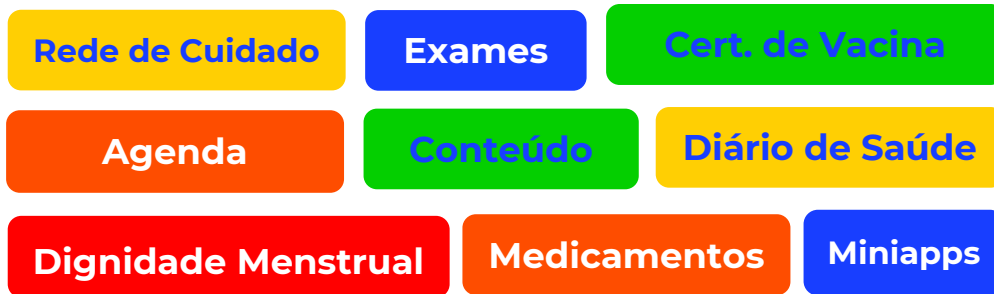 Rede de Cuidado
Exames
Cert. de Vacina
Agenda
Conteúdo
Diário de Saúde
Dignidade Menstrual
Medicamentos
Miniapps